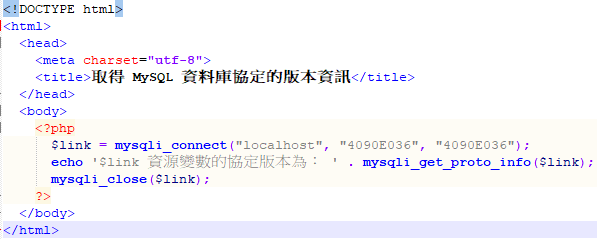 <!DOCTYPE html>
<html>
<head>
<meta charset="utf-8">
<title>取得 MySQL 資料庫協定的版本資訊</title>
</head>
<body>
<?php
$link = mysqli_connect("localhost", "4090E036", "4090E036");
echo '$link 資源變數的協定版本為： ' . mysqli_get_proto_info($link);
mysqli_close($link);
?>
</body>
</html>